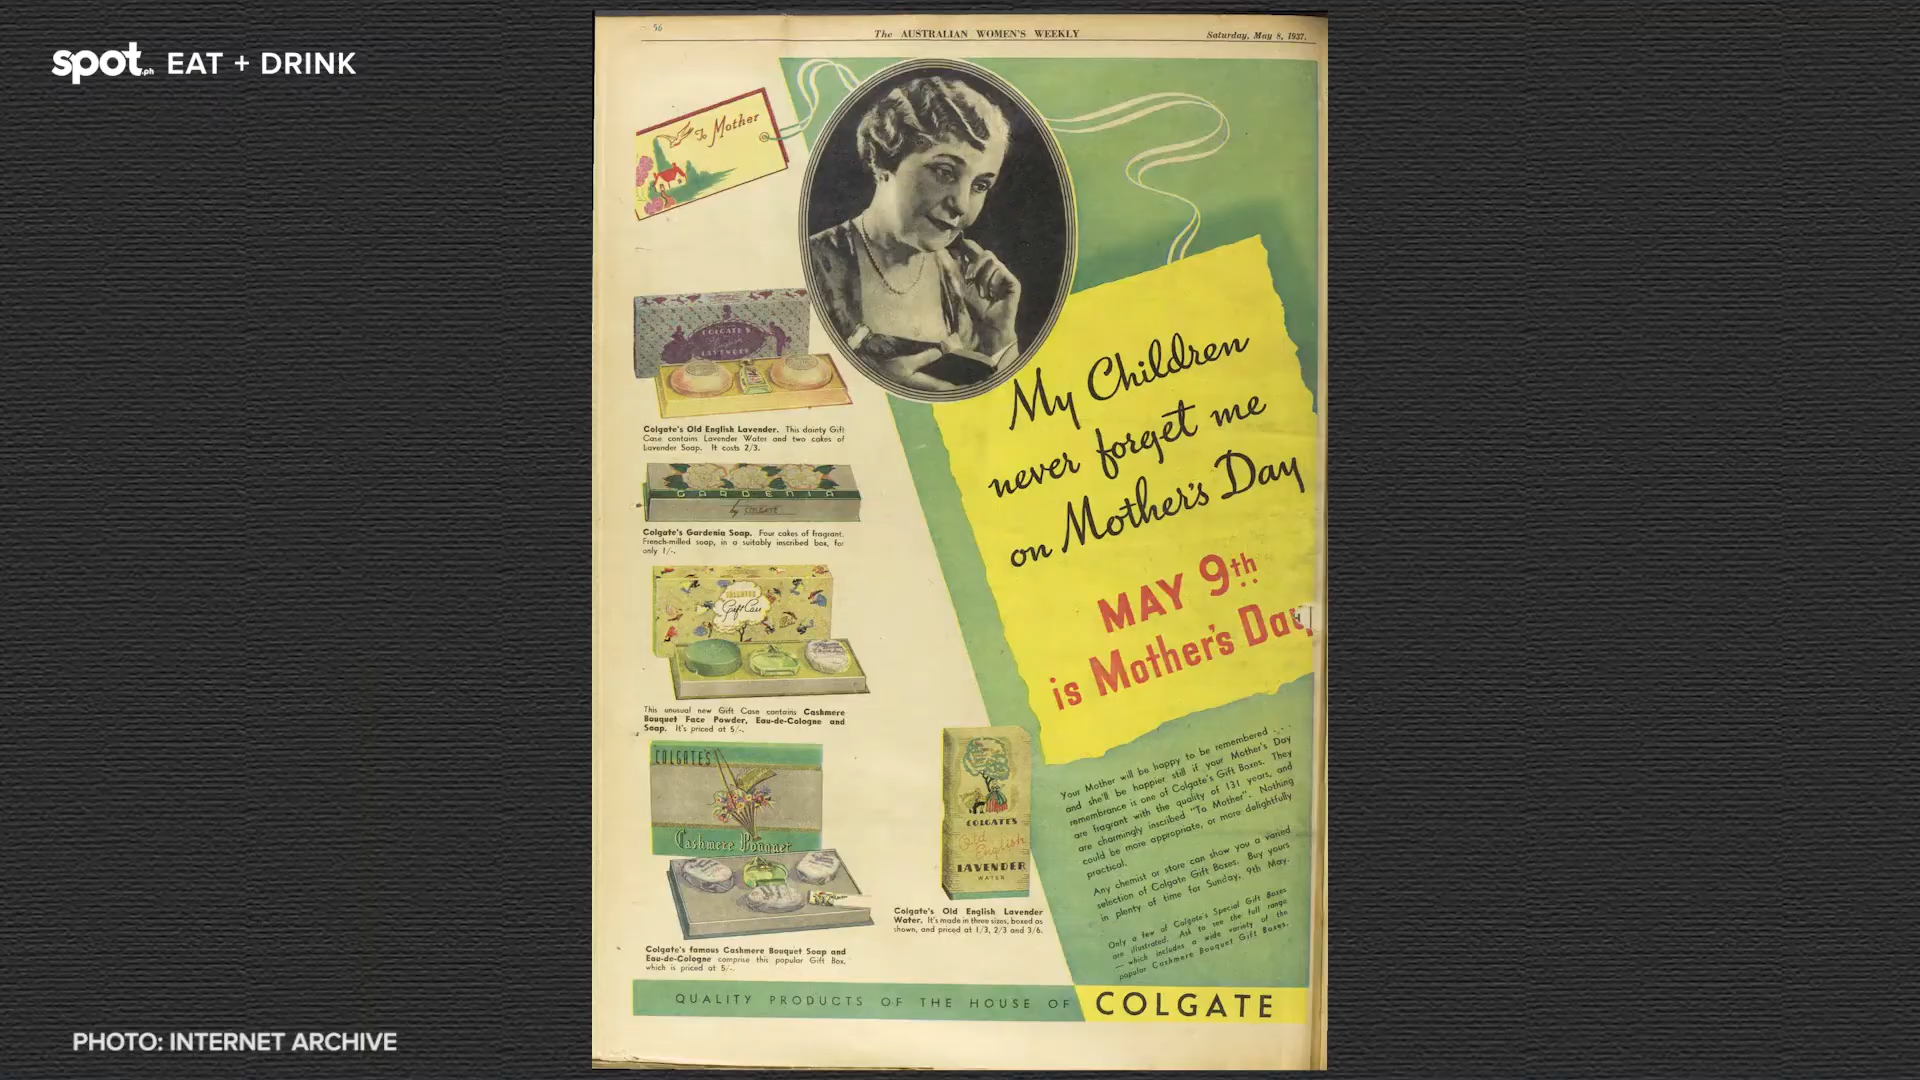 spot.ph EAT + DRINK
56
The AUSTRALIAN WOMEN'S WEEKLY
Saturday, May 8, 1937.
To Mother
My Children
never forget me
on Mother's Day
MAY 9th
is Mother's Day
COLGATE'S
LAVENDER
Colgate's Old English Lavender. This dainty Gift
Case contains Lavender Water and two cakes of
Lavender Soap. It costs 2/3.
GARDENIA
by COLGATE
Colgate's Gardenia Soap. Four cakes of fragrant,
French-milled soap, in a suitably inscribed box, for
only 1/-.
Gift Case
This unusual new Gift Case contains Cashmere
Bouquet Face Powder, Eau-de-Cologne and
Soap. It's priced at 5/-.
COLGATE'S
Cashmere Bouquet
Colgate's famous Cashmere Bouquet Soap and
Eau-de-Cologne comprise this popular Gift Box,
which is priced at 5/-.
COLGATE'S
Old
English
LAVENDER
WATER
Colgate's Old English Lavender
Water. It's made in three sizes, boxed as
shown, and priced at 1/3, 2/3 and 3/6.
Your Mother will be happy to be remembered . . .
and she'll be happier still if your Mother's Day
remembrance is one of Colgate's Gift Boxes. They
are fragrant with the quality of 131 years, and
are charmingly inscribed "To Mother". Nothing
could be more appropriate, or more delightfully
practical.
Any chemist or store can show you a varied
selection of Colgate Gift Boxes. Buy yours
in plenty of time for Sunday, 9th May.
Only a few of Colgate's Special Gift Boxes
are illustrated. Ask to see the full range
— which includes a wide variety of the
popular Cashmere Bouquet Gift Boxes.
QUALITY PRODUCTS OF THE HOUSE OF COLGATE
PHOTO: INTERNET ARCHIVE